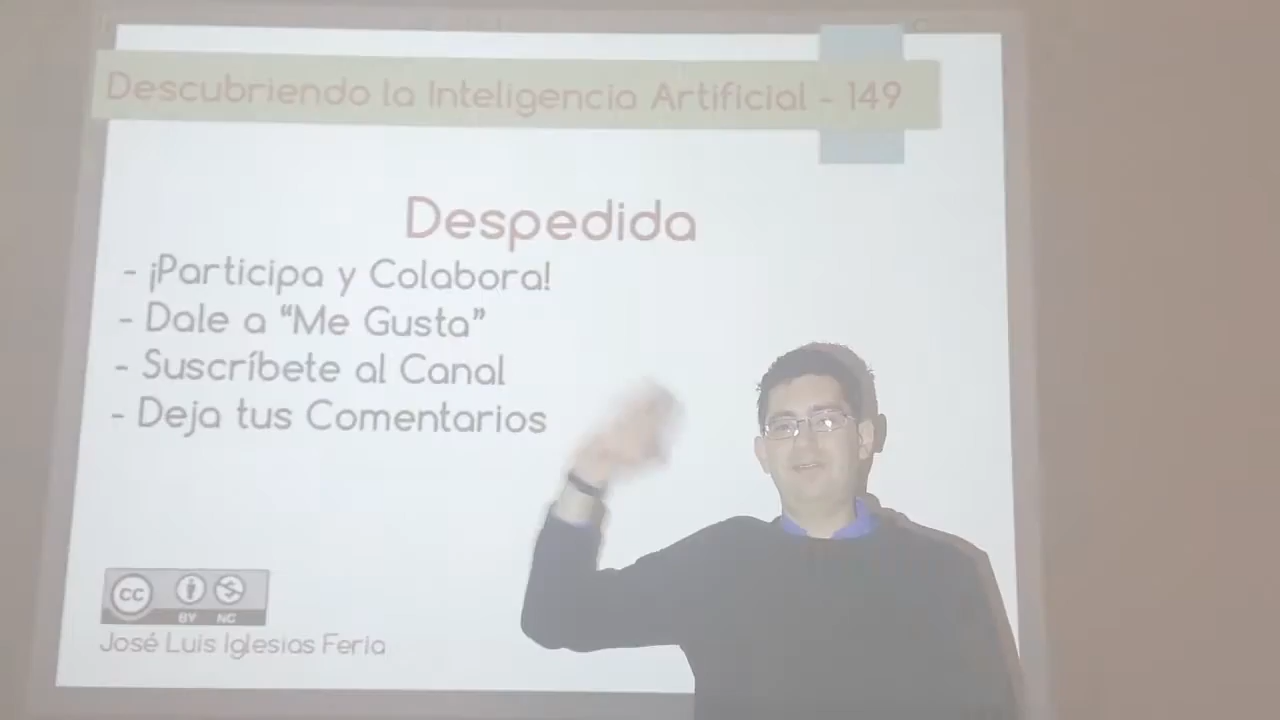 Descubriendo la Inteligencia Artificial - 149
Despedida
- ¡Participa y Colabora!
- Dale a “Me Gusta”
- Suscríbete al Canal
- Deja tus Comentarios
CC BY NC
José Luis Iglesias Feria